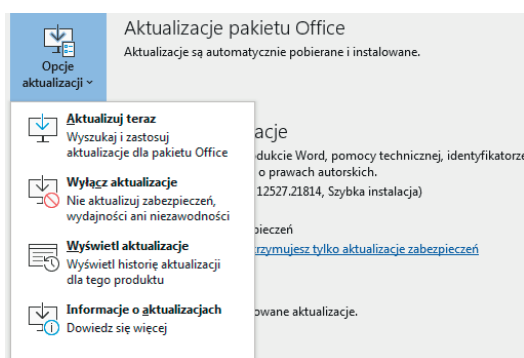 Aktualizacje pakietu Office
Aktualizacje są automatycznie pobierane i instalowane.
Opcje
aktualizacji
Aktualizuj teraz
Wyszukaj i zastosuj
aktualizacje dla pakietu Office
Wyłącz aktualizacje
Nie aktualizuj zabezpieczeń,
wydajności ani niezawodności
Wyświetl aktualizacje
Wyświetl historię aktualizacji
dla tego produktu
Informacje o aktualizacjach
Dowiedz się więcej
acje
dukcie Word, pomocy technicznej, identyfikatorze
o prawach autorskich.
12527.21814, Szybka instalacja)
pieczeń
trzymujesz tylko aktualizacje zabezpieczeń
owane aktualizacje.